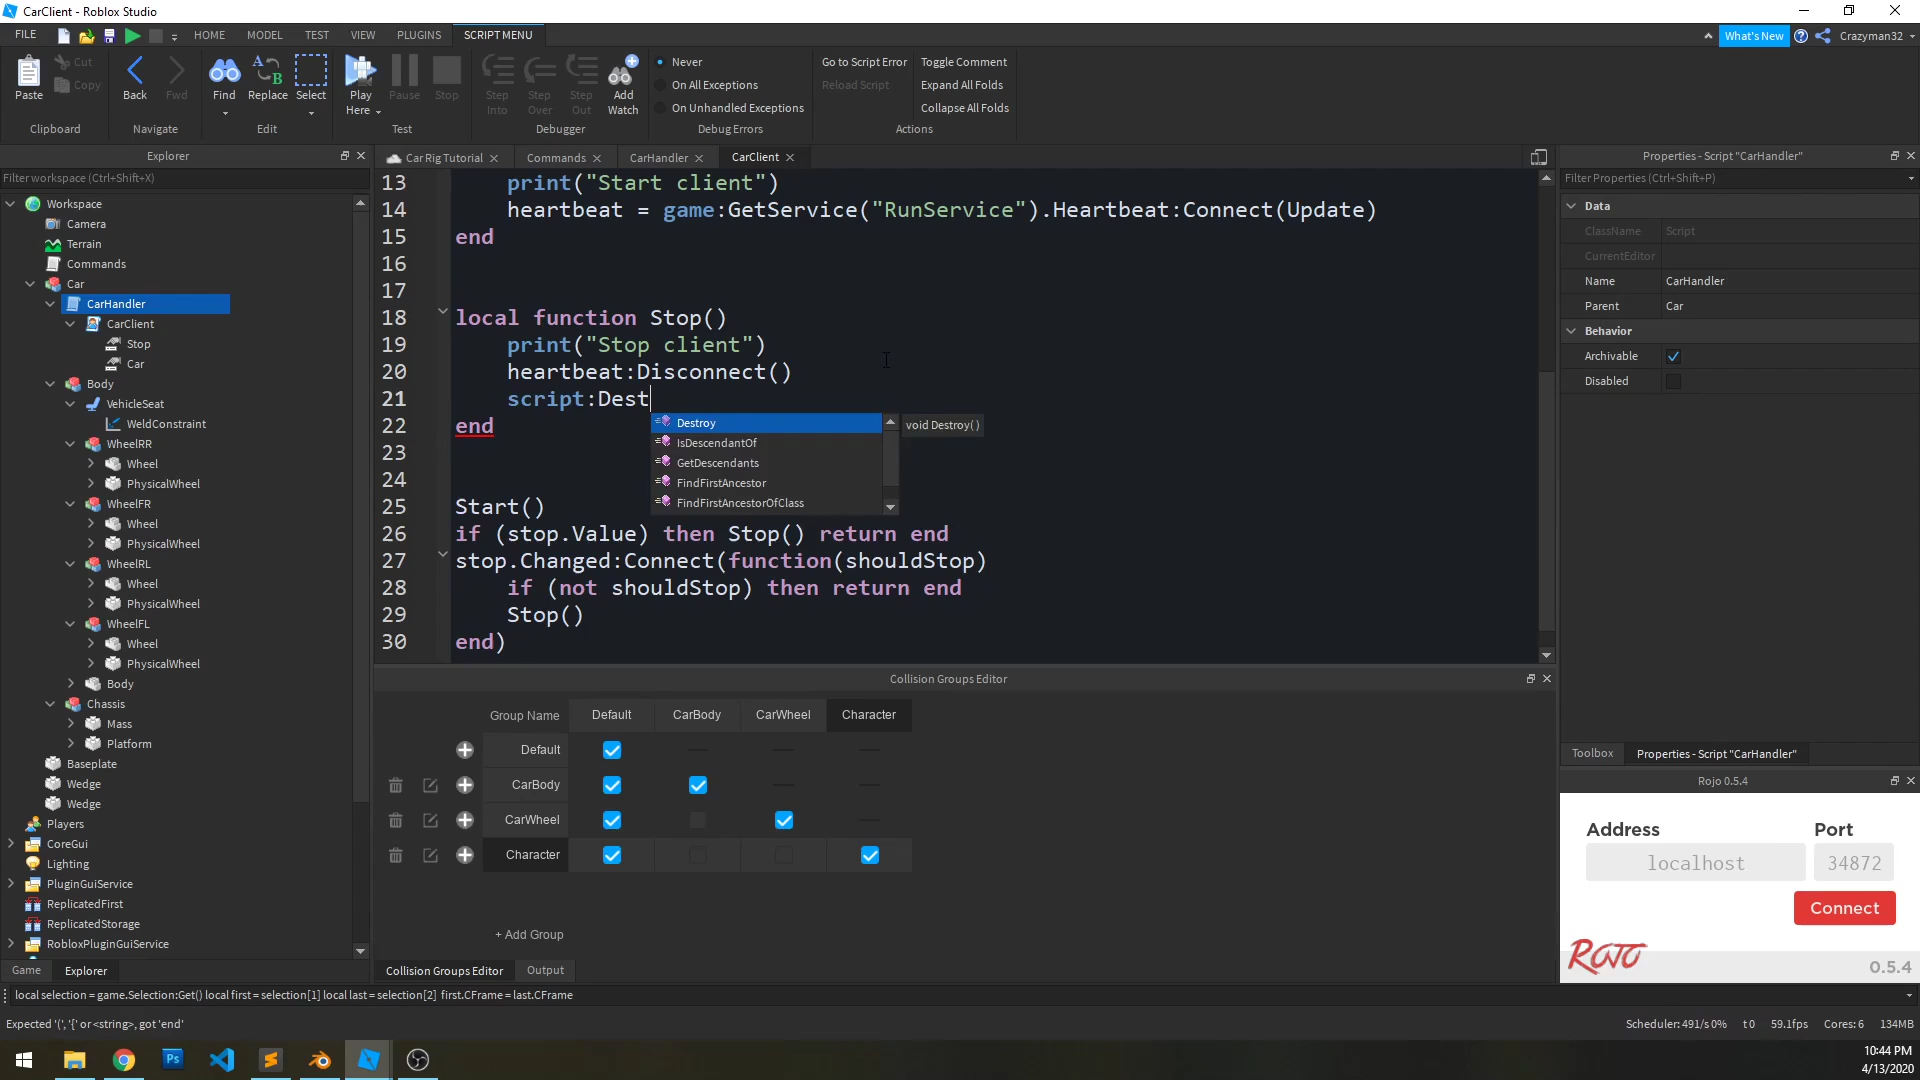 CarClient - Roblox Studio
FILE HOME MODEL TEST VIEW PLUGINS SCRIPT MENU What's New Crazyman32
Paste Cut Copy Clipboard
Back Fwd Navigate
Find Replace Select Edit
Play Here Pause Stop Test
Step Into Step Over Step Out Add Watch Debugger
Never
On All Exceptions
On Unhandled Exceptions
Debug Errors
Go to Script Error Toggle Comment
Reload Script Expand All Folds
Collapse All Folds
Actions
Explorer
Filter workspace (Ctrl+Shift+X)
Workspace
Camera
Terrain
Commands
Car
CarHandler
CarClient
Stop
Car
Body
VehicleSeat
WeldConstraint
WheelRR
Wheel
PhysicalWheel
WheelFR
Wheel
PhysicalWheel
WheelRL
Wheel
PhysicalWheel
WheelFL
Wheel
PhysicalWheel
Body
Chassis
Mass
Platform
Baseplate
Wedge
Wedge
Players
CoreGui
Lighting
PluginGuiService
ReplicatedFirst
ReplicatedStorage
RobloxPluginGuiService
Game Explorer
Car Rig Tutorial Commands CarHandler CarClient
13 print("Start client")
14 heartbeat = game:GetService("RunService").Heartbeat:Connect(Update)
15 end
16
17
18 local function Stop()
19 print("Stop client")
20 heartbeat:Disconnect()
21 script:Dest
22 end
23
24
25 Start()
26 if (stop.Value) then Stop() return end
27 stop.Changed:Connect(function(shouldStop)
28 if (not shouldStop) then return end
29 Stop()
30 end)
Destroy
IsDescendantOf
GetDescendants
FindFirstAncestor
FindFirstAncestorOfClass
void Destroy()
Collision Groups Editor
Group Name Default CarBody CarWheel Character
Default
CarBody
CarWheel
Character
+ Add Group
Collision Groups Editor Output
Properties - Script "CarHandler"
Filter Properties (Ctrl+Shift+P)
Data
ClassName Script
CurrentEditor
Name CarHandler
Parent Car
Behavior
Archivable
Disabled
Toolbox Properties - Script "CarHandler"
Rojo 0.5.4
Address Port
localhost 34872
Connect
ROJO 0.5.4
local selection = game.Selection:Get() local first = selection[1] local last = selection[2] first.CFrame = last.CFrame
Expected '(', '{' or <string>, got 'end' Scheduler: 491/s 0% t 0 59.1fps Cores: 6 134MB
Ps
10:44 PM
4/13/2020